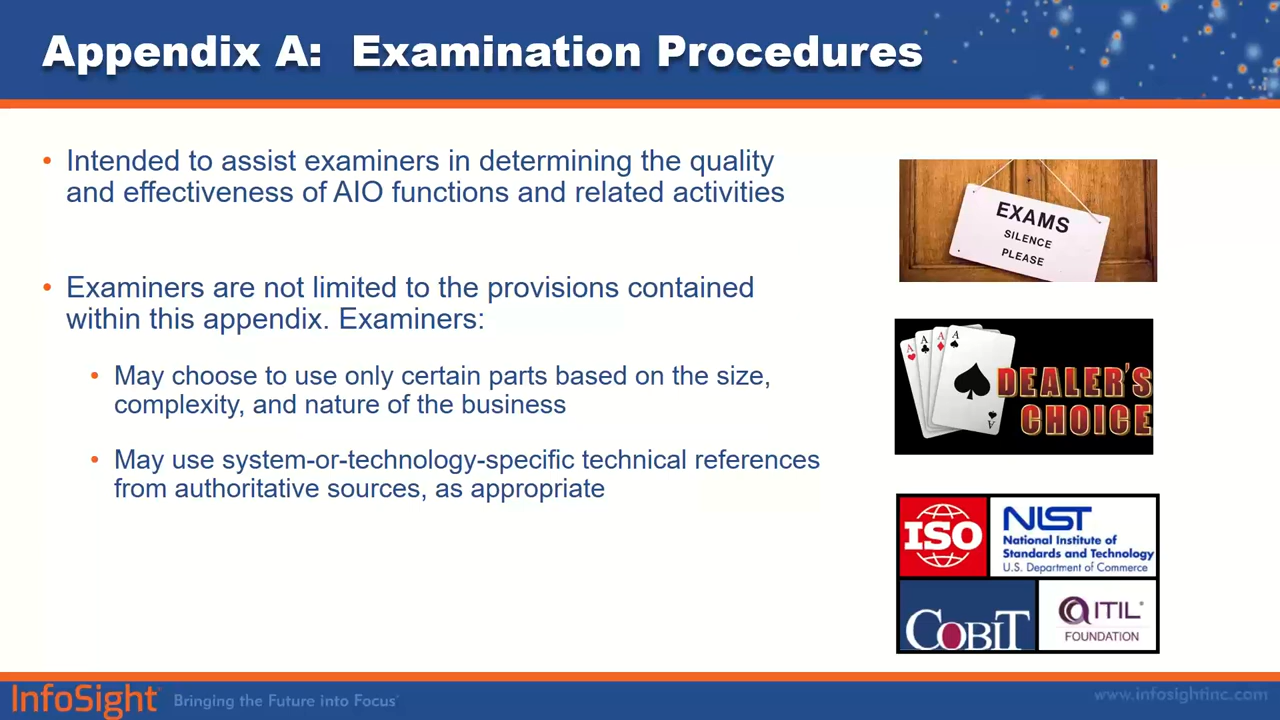 Appendix A: Examination Procedures
• Intended to assist examiners in determining the quality
and effectiveness of AIO functions and related activities
• Examiners are not limited to the provisions contained
within this appendix. Examiners:
• May choose to use only certain parts based on the size,
complexity, and nature of the business
• May use system-or-technology-specific technical references
from authoritative sources, as appropriate
EXAMS
SILENCE
PLEASE
A A A A
DEALER'S
CHOICE
A
ISO
NIST
National Institute of
Standards and Technology
U.S. Department of Commerce
COBIT
ITIL®
FOUNDATION
InfoSight
Bringing the Future into Focus
www.infosightinc.com